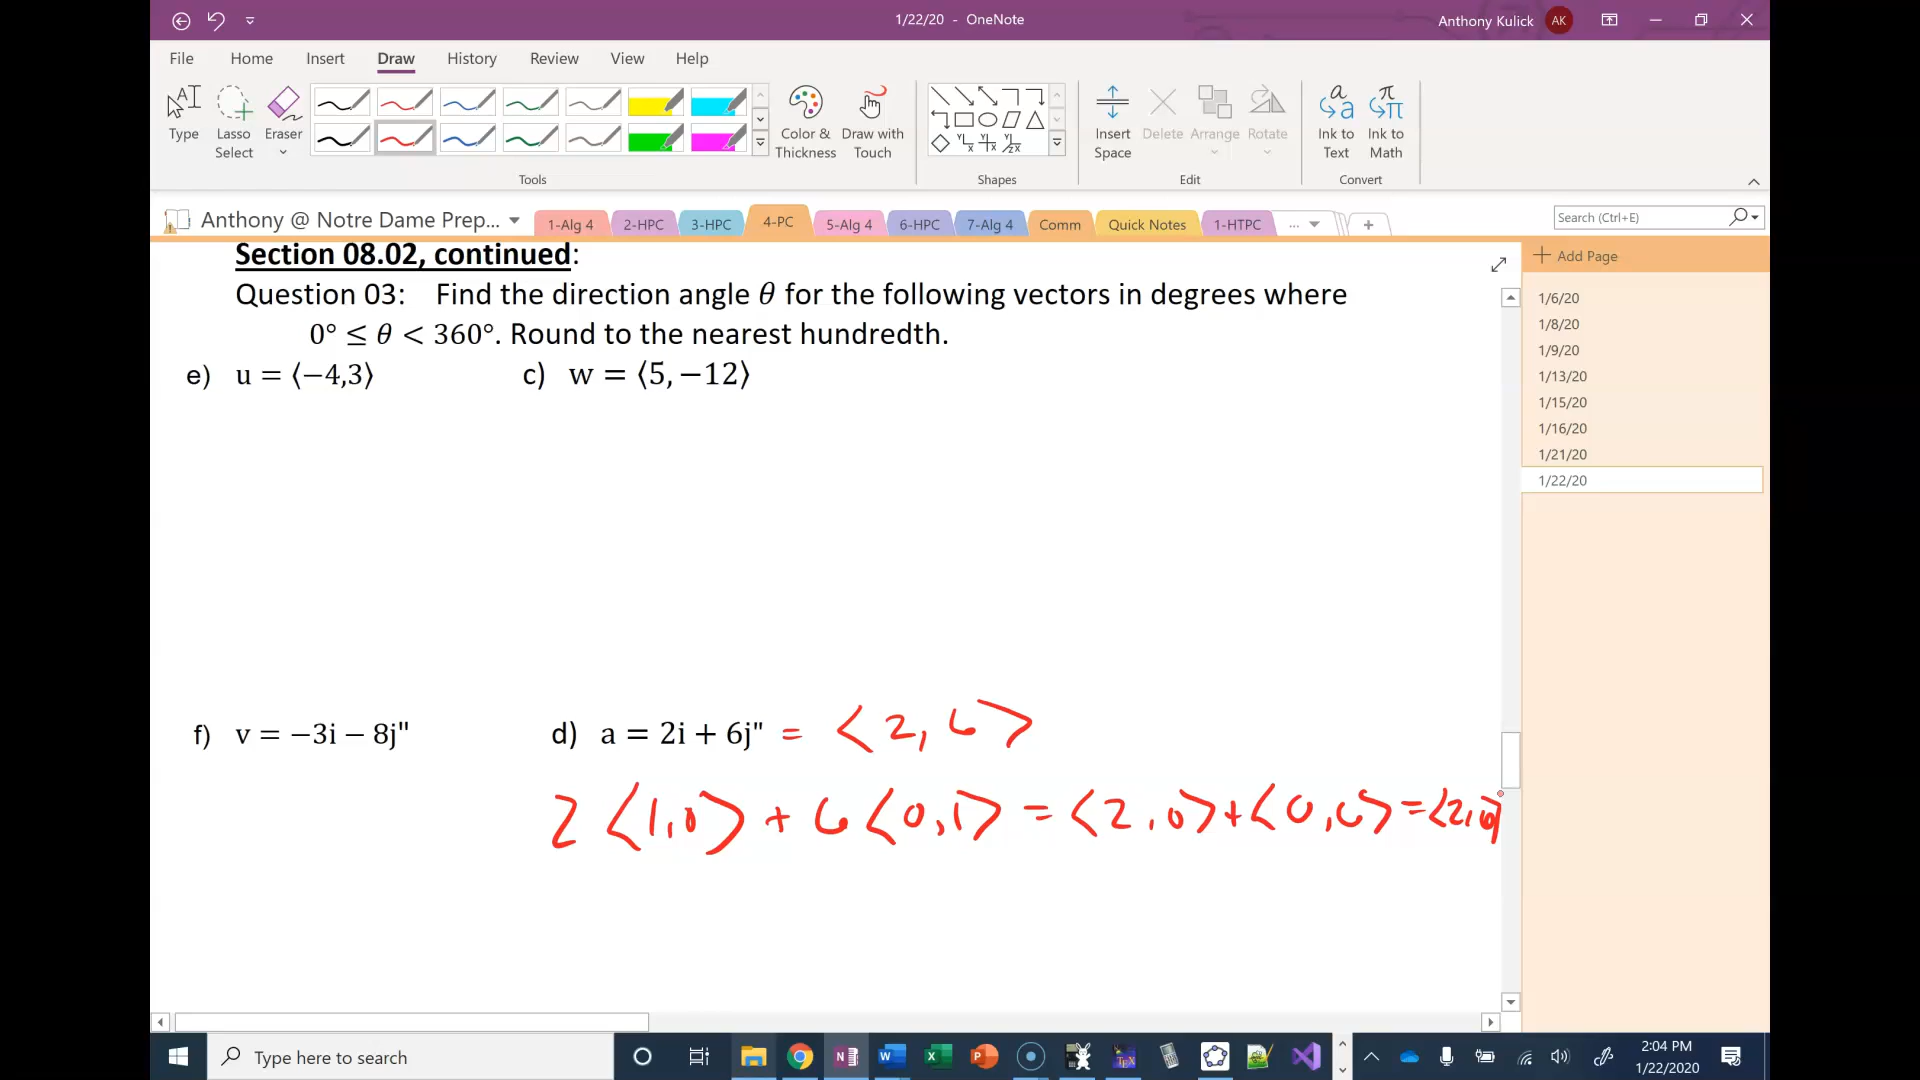 1/22/20 - OneNote
Anthony Kulick AK
File Home Insert Draw History Review View Help
Type
Lasso Select
Eraser
Color & Thickness
Draw with Touch
Insert Space
Delete
Arrange
Rotate
Ink to Text
Ink to Math
Tools Shapes Edit Convert
Anthony @ Notre Dame Prep... 1-Alg 4 2-HPC 3-HPC 4-PC 5-Alg 4 6-HPC 7-Alg 4 Comm Quick Notes 1-HTPC ... +
Search (Ctrl+E)
Add Page
1/6/20
1/8/20
1/9/20
1/13/20
1/15/20
1/16/20
1/21/20
1/22/20
Section 08.02, continued:
Question 03: Find the direction angle θ for the following vectors in degrees where
0° ≤ θ < 360°. Round to the nearest hundredth.
e) u = ⟨−4,3⟩ c) w = ⟨5, −12⟩
f) v = −3i − 8j" d) a = 2i + 6j" = ⟨2, 6⟩
2⟨1,0⟩ + 6⟨0,1⟩ = ⟨2,0⟩+⟨0,6⟩=⟨2,6⟩
Type here to search
2:04 PM
1/22/2020